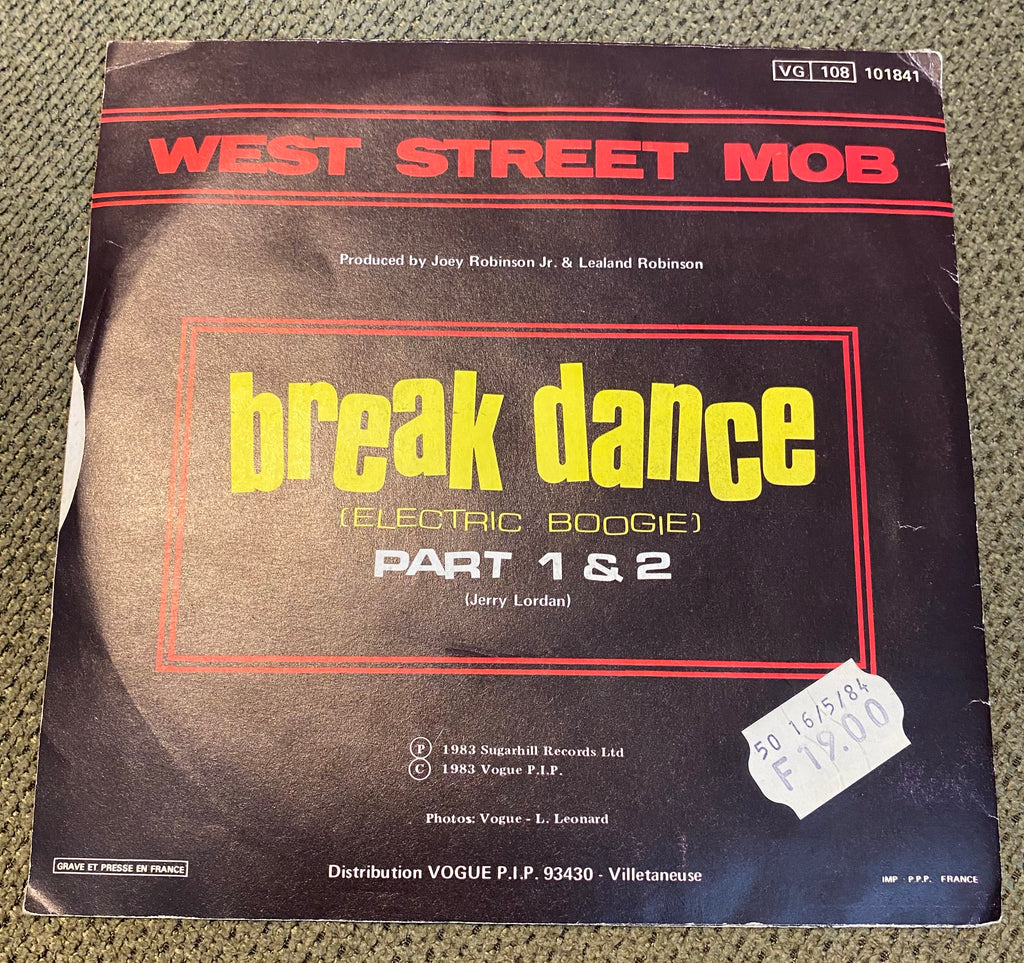 VG 108 101841
WEST STREET MOB
Produced by Joey Robinson Jr. & Lealand Robinson
break dance
(ELECTRIC BOOGIE)
PART 1 & 2
(Jerry Lordan)
50 16/5/84
F 19.00
Ⓟ 1983 Sugarhill Records Ltd
Ⓒ 1983 Vogue P.I.P.
Photos: Vogue - L. Leonard
GRAVE ET PRESSE EN FRANCE
Distribution VOGUE P.I.P. 93430 - Villetaneuse
IMP - P.P.P. FRANCE